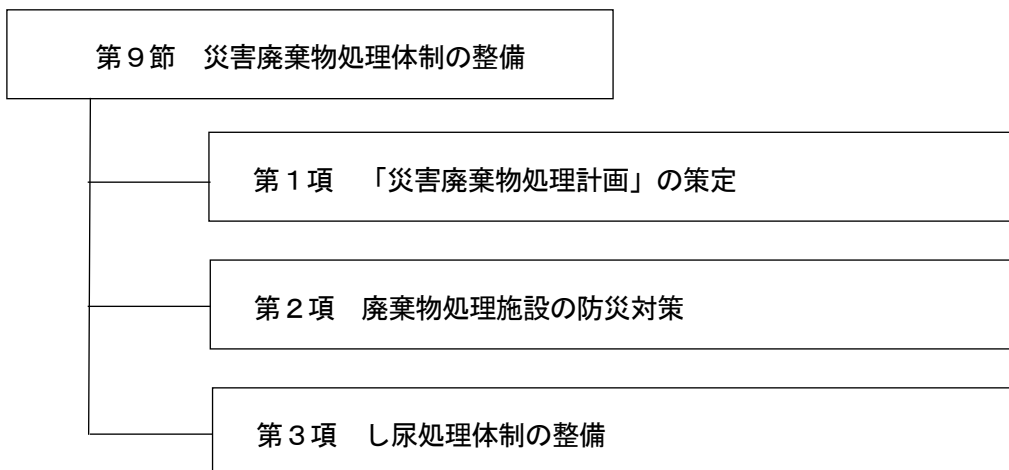 第９節　災害廃棄物処理体制の整備
第１項　「災害廃棄物処理計画」の策定
第２項　廃棄物処理施設の防災対策
第３項　し尿処理体制の整備